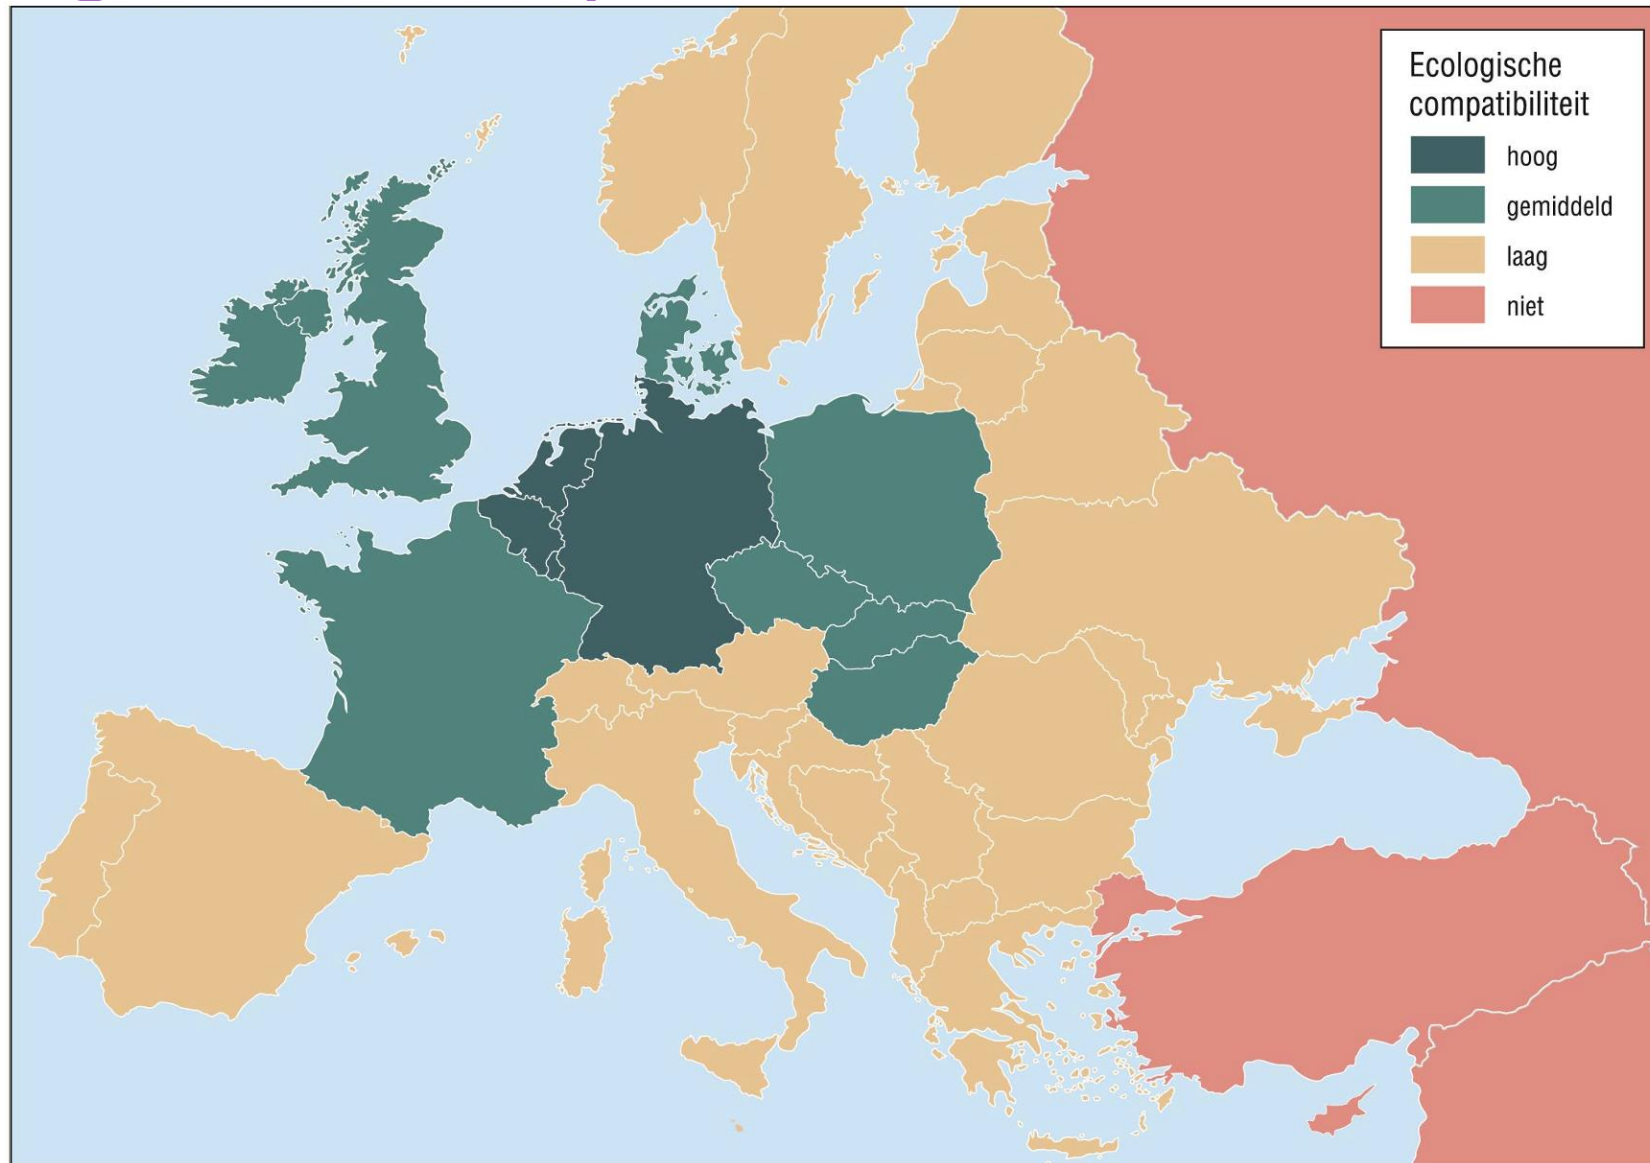 Ecologische
compatibiliteit
hoog
gemiddeld
laag
niet